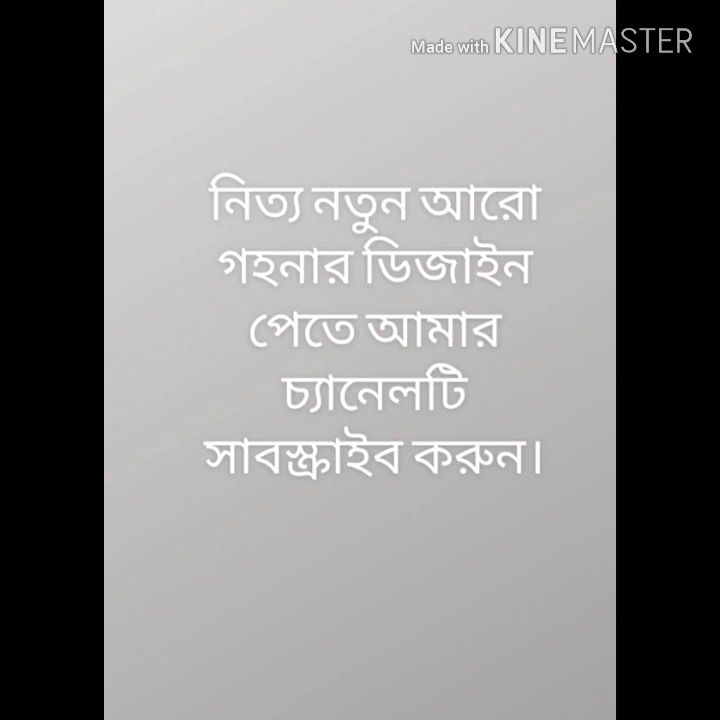 Made with KINEMASTER
নিত্য নতুন আরো
গহনার ডিজাইন
পেতে আমার
চ্যানেলটি
সাবস্ক্রাইব করুন।